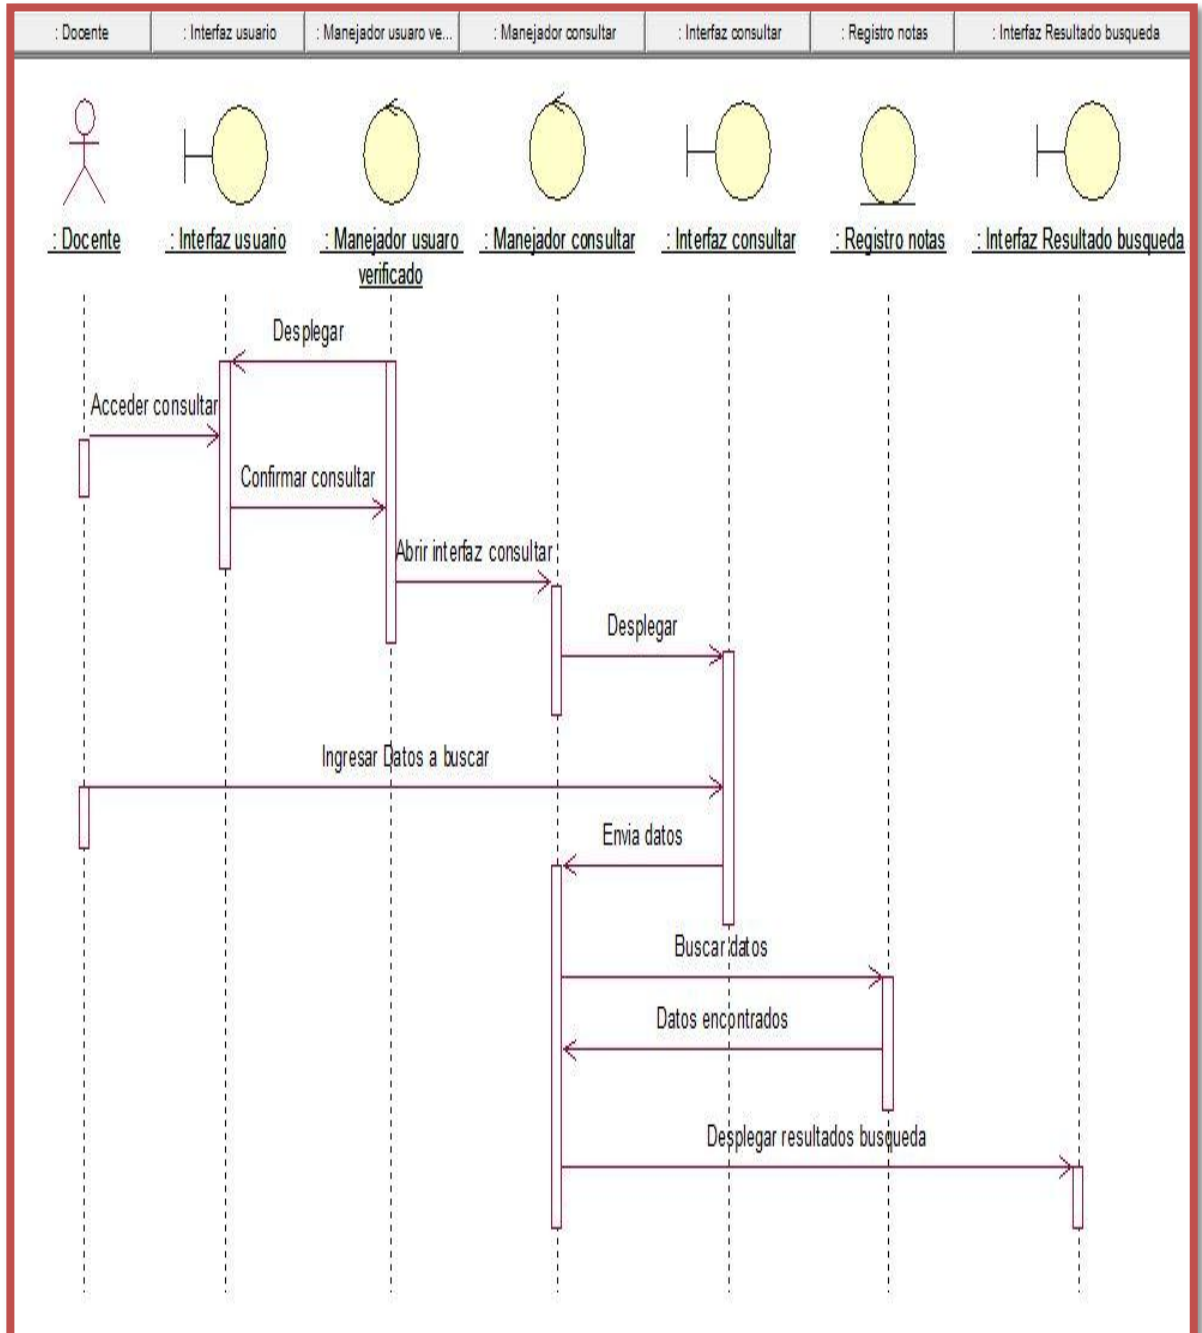 : Docente
: Interfaz usuario
: Manejador usuaro ve...
: Manejador consultar
: Interfaz consultar
: Registro notas
: Interfaz Resultado busqueda
: Docente
: Interfaz usuario
: Manejador usuaro
verificado
: Manejador consultar
: Interfaz consultar
: Registro notas
: Interfaz Resultado busqueda
Desplegar
Acceder consultar
Confirmar consultar
Abrir interfaz consultar
Desplegar
Ingresar Datos a buscar
Envia datos
Buscar datos
Datos encontrados
Desplegar resultados busqueda